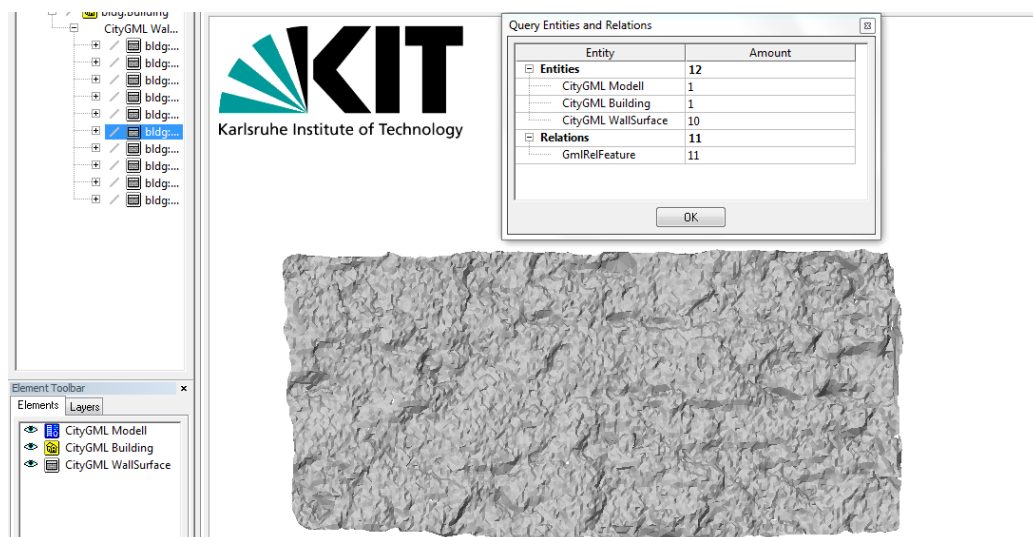 bldg:Building
CityGML Wal...
bldg:...
bldg:...
bldg:...
bldg:...
bldg:...
bldg:...
bldg:...
bldg:...
bldg:...
bldg:...
Element Toolbar
Elements Layers
CityGML Modell
CityGML Building
CityGML WallSurface
KIT
Karlsruhe Institute of Technology
Query Entities and Relations
Entity Amount
Entities 12
CityGML Modell 1
CityGML Building 1
CityGML WallSurface 10
Relations 11
GmlRelFeature 11
OK